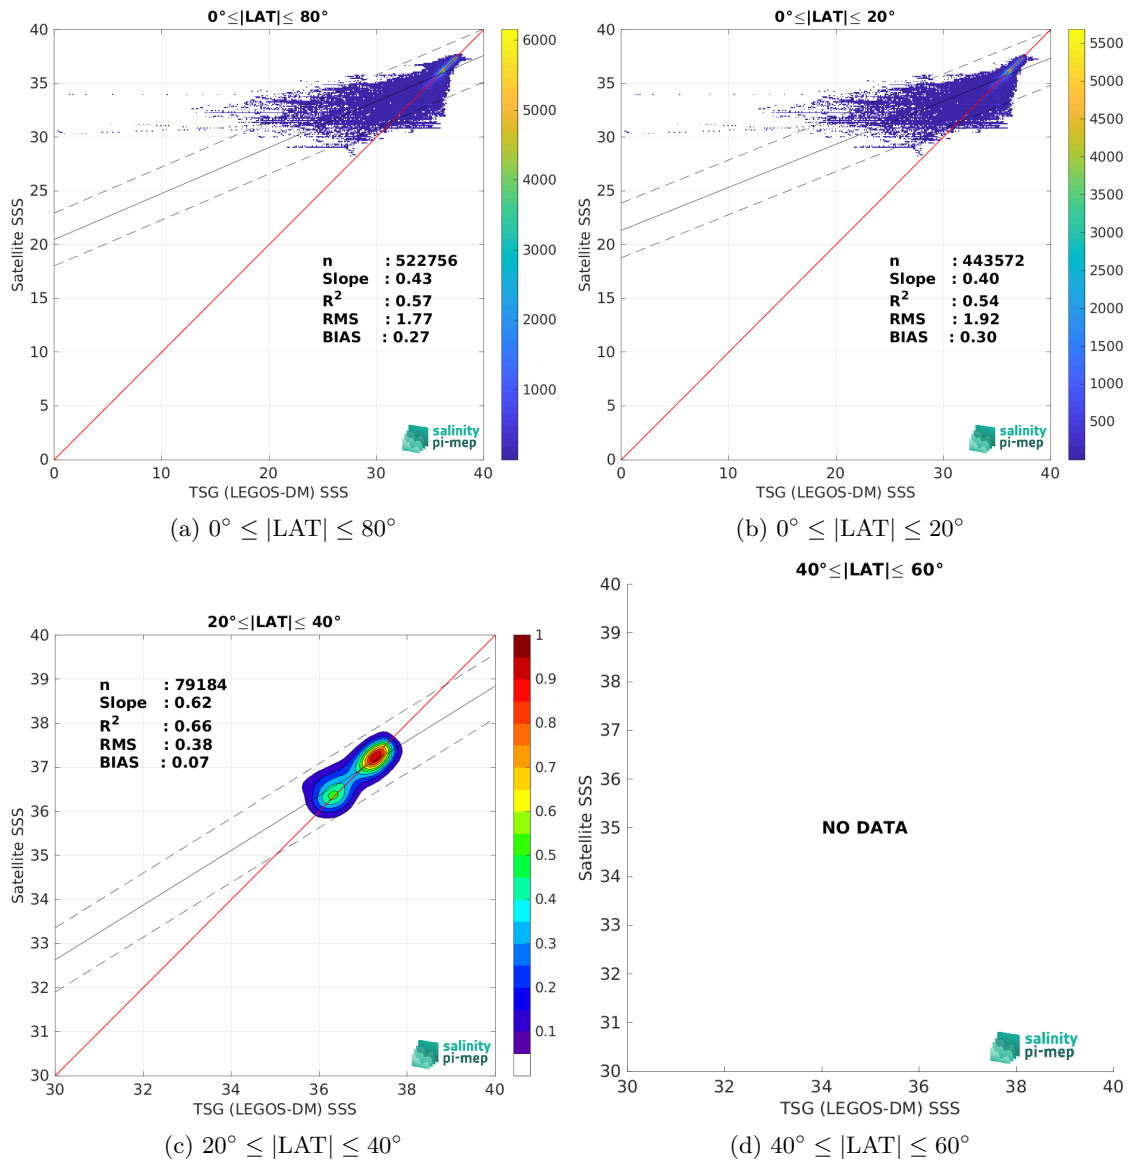 0°≤|LAT|≤ 80°
40
35
30
25
20
15
10
5
0
Satellite SSS
n : 522756
Slope : 0.43
R² : 0.57
RMS : 1.77
BIAS : 0.27
salinity
pi-mep
0 10 20 30 40
TSG (LEGOS-DM) SSS
6000
5000
4000
3000
2000
1000
(a) 0° ≤ |LAT| ≤ 80°
0°≤|LAT|≤ 20°
40
35
30
25
20
15
10
5
0
Satellite SSS
n : 443572
Slope : 0.40
R² : 0.54
RMS : 1.92
BIAS : 0.30
salinity
pi-mep
0 10 20 30 40
TSG (LEGOS-DM) SSS
5500
5000
4500
4000
3500
3000
2500
2000
1500
1000
500
(b) 0° ≤ |LAT| ≤ 20°
20°≤|LAT|≤ 40°
40
39
38
37
36
35
34
33
32
31
30
Satellite SSS
n : 79184
Slope : 0.62
R² : 0.66
RMS : 0.38
BIAS : 0.07
salinity
pi-mep
30 32 34 36 38 40
TSG (LEGOS-DM) SSS
1
0.9
0.8
0.7
0.6
0.5
0.4
0.3
0.2
0.1
(c) 20° ≤ |LAT| ≤ 40°
40°≤|LAT|≤ 60°
40
39
38
37
36
35
34
33
32
31
30
Satellite SSS
NO DATA
salinity
pi-mep
30 32 34 36 38 40
TSG (LEGOS-DM) SSS
(d) 40° ≤ |LAT| ≤ 60°